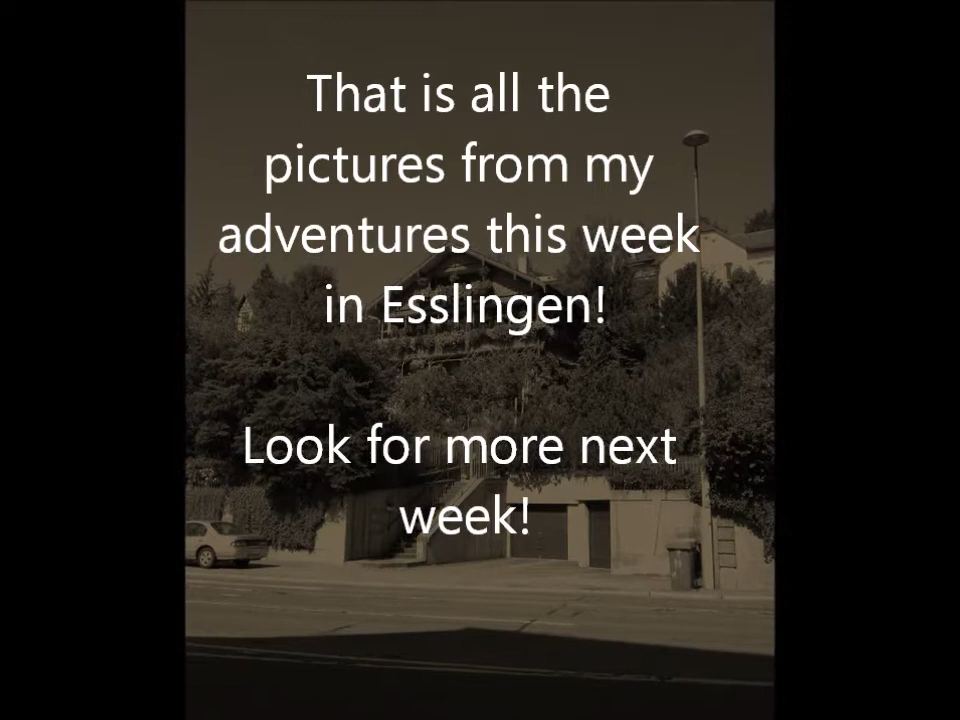 That is all the
pictures from my
adventures this week
in Esslingen!
Look for more next
week!